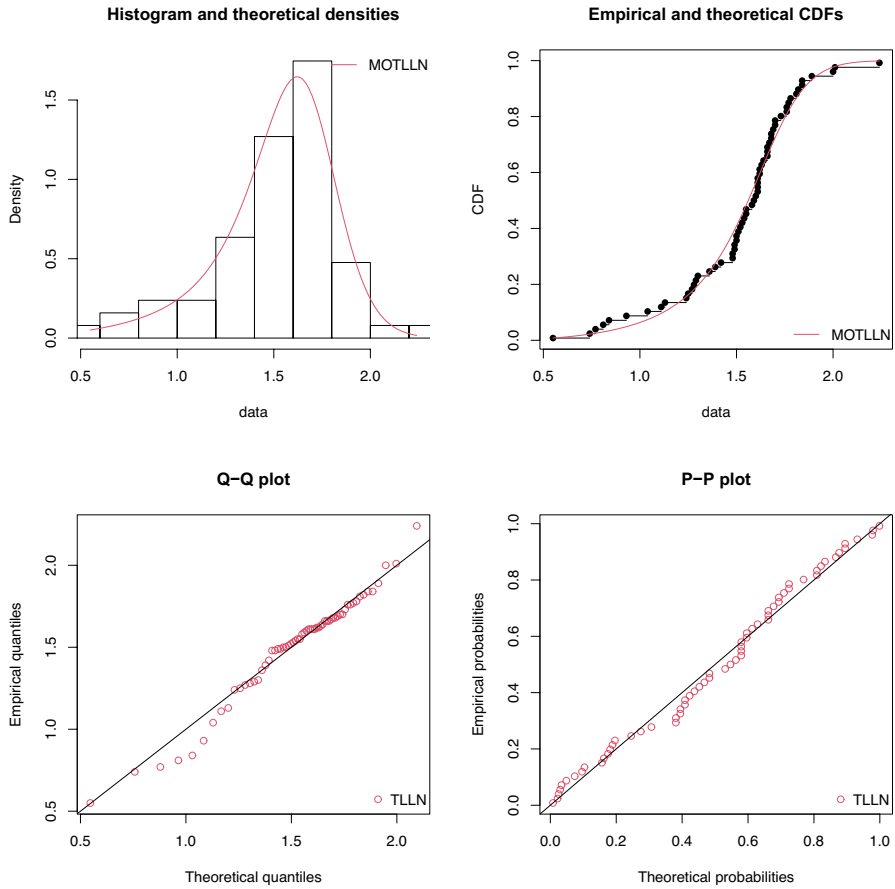 Histogram and theoretical densities
MOTLLN
Density
0.0 0.5 1.0 1.5
0.5 1.0 1.5 2.0
data
Empirical and theoretical CDFs
CDF
0.0 0.2 0.4 0.6 0.8 1.0
MOTLLN
0.5 1.0 1.5 2.0
data
Q−Q plot
Empirical quantiles
0.5 1.0 1.5 2.0
TLLN
0.5 1.0 1.5 2.0
Theoretical quantiles
P−P plot
Empirical probabilities
0.0 0.2 0.4 0.6 0.8 1.0
TLLN
0.0 0.2 0.4 0.6 0.8 1.0
Theoretical probabilities